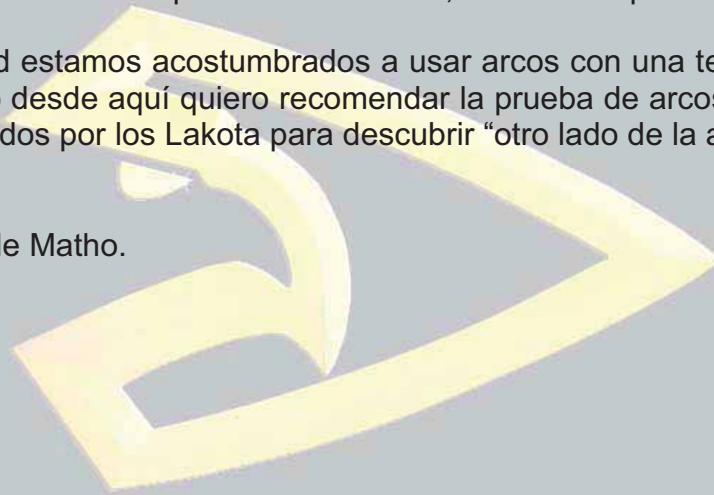 d estamos acostumbrados a usar arcos con una te
desde aquí quiero recomendar la prueba de arcos
dos por los Lakota para descubrir “otro lado de la a
le Matho.